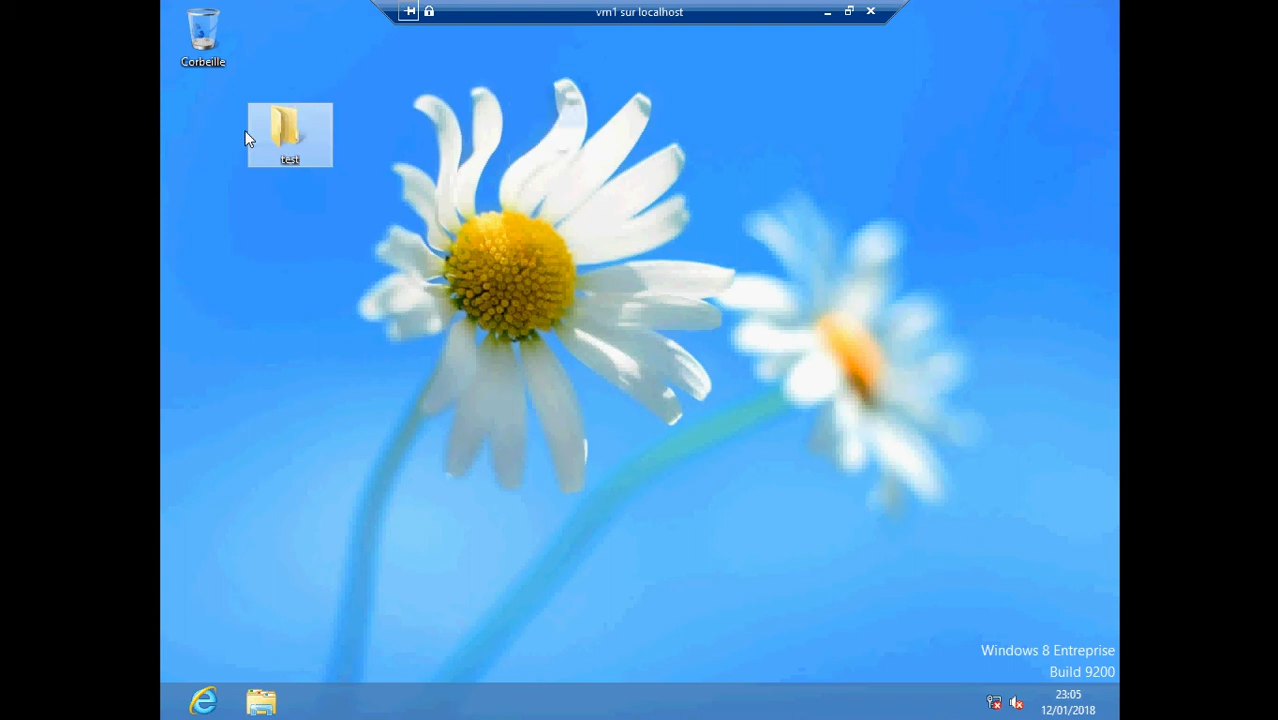 vm1 sur localhost
Corbeille
test
Windows 8 Entreprise
Build 9200
23:05
12/01/2018